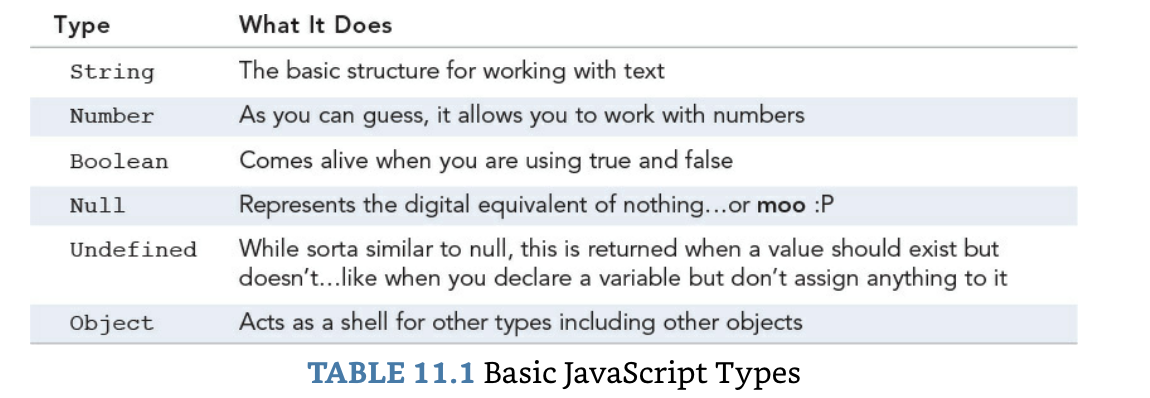 Type What It Does
String The basic structure for working with text
Number As you can guess, it allows you to work with numbers
Boolean Comes alive when you are using true and false
Null Represents the digital equivalent of nothing…or moo :P
Undefined While sorta similar to null, this is returned when a value should exist but
doesn’t…like when you declare a variable but don’t assign anything to it
Object Acts as a shell for other types including other objects
TABLE 11.1 Basic JavaScript Types